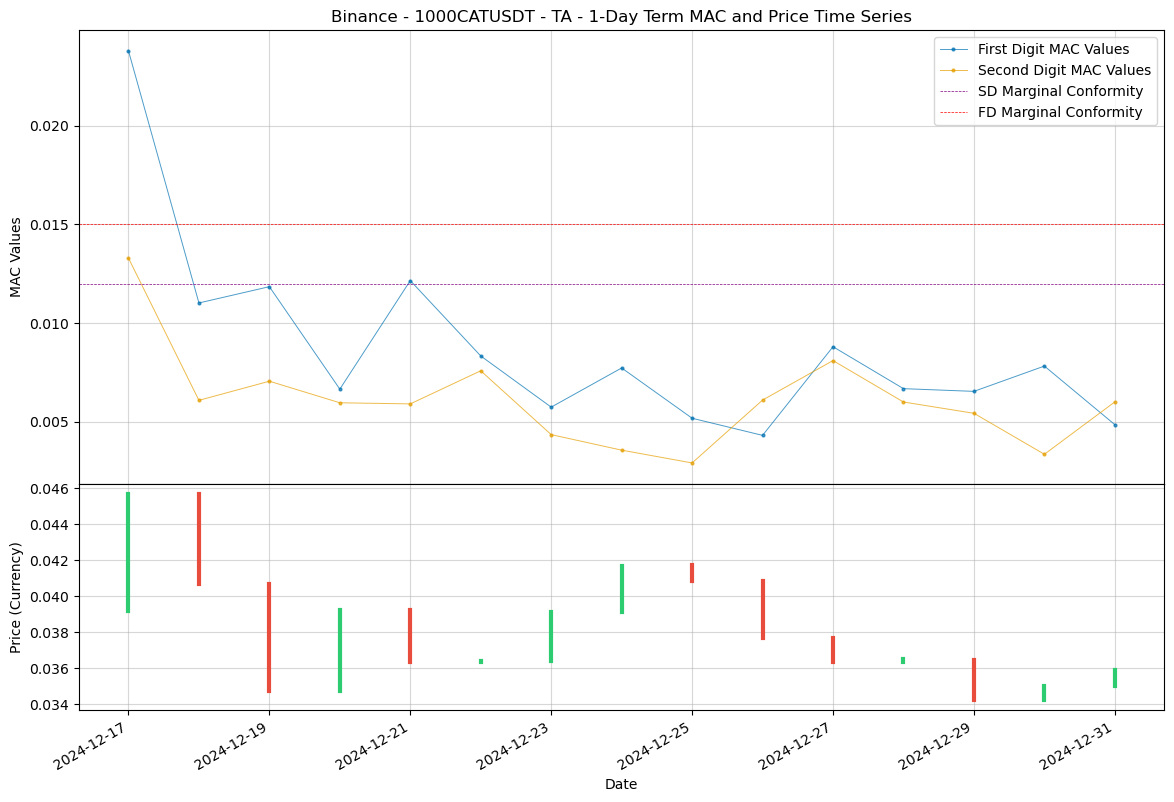 Binance - 1000CATUSDT - TA - 1-Day Term MAC and Price Time Series
First Digit MAC Values
Second Digit MAC Values
SD Marginal Conformity
FD Marginal Conformity
MAC Values
0.020
0.015
0.010
0.005
Price (Currency)
0.046
0.044
0.042
0.040
0.038
0.036
0.034
2024-12-17
2024-12-19
2024-12-21
2024-12-23
2024-12-25
2024-12-27
2024-12-29
2024-12-31
Date